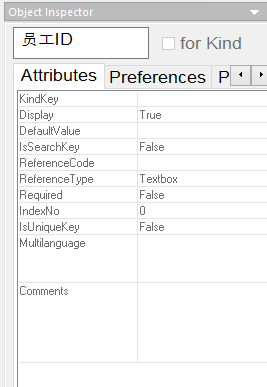 Object Inspector
员工ID
for Kind
Attributes Preferences P
KindKey
Display True
DefaultValue
IsSearchKey False
ReferenceCode
ReferenceType Textbox
Required False
IndexNo 0
IsUniqueKey False
Multilanguage
Comments